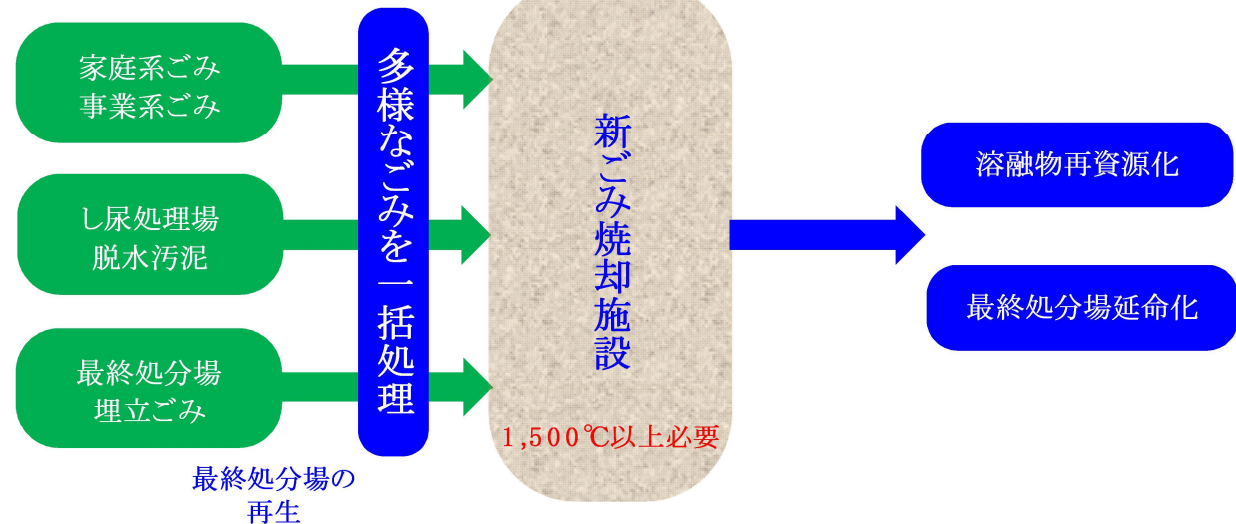 家庭系ごみ
事業系ごみ
し尿処理場
脱水汚泥
最終処分場
埋立ごみ
多様なごみを一括処理
最終処分場の
再生
新ごみ焼却施設
1,500℃以上必要
溶融物再資源化
最終処分場延命化